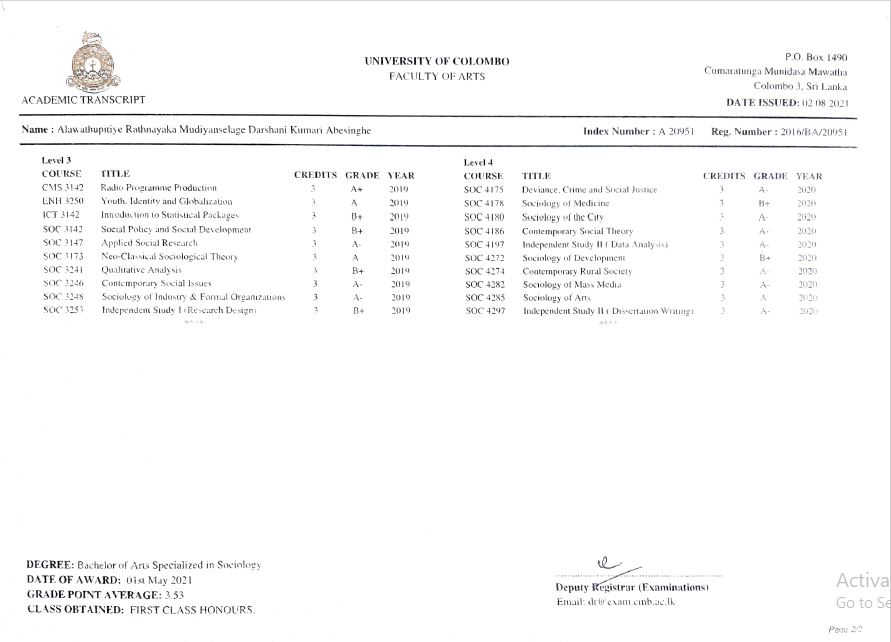 UNIVERSITY OF COLOMBO
FACULTY OF ARTS
P.O. Box 1490
Cumaratunga Munidasa Mawatha
Colombo 3, Sri Lanka
ACADEMIC TRANSCRIPT
DATE ISSUED: 02 08 2021
Name : Alawathupitiye Rathnayaka Mudiyanselage Darshani Kumari Abesinghe Index Number : A 20951 Reg. Number : 2016/BA/20951
Level 3
COURSE TITLE CREDITS GRADE YEAR
CMS 3142 Radio Programme Production 3 A+ 2019
ENH 3250 Youth, Identity and Globalization 3 A 2019
ICT 3142 Introduction to Statistical Packages 3 B+ 2019
SOC 3142 Social Policy and Social Development 3 B+ 2019
SOC 3147 Applied Social Research 3 A- 2019
SOC 3173 Neo-Classical Sociological Theory 3 A 2019
SOC 3241 Qualitative Analysis 3 B+ 2019
SOC 3246 Contemporary Social Issues 3 A- 2019
SOC 3248 Sociology of Industry & Formal Organizations 3 A- 2019
SOC 3253 Independent Study I (Research Design) 3 B+ 2019
Level 4
COURSE TITLE CREDITS GRADE YEAR
SOC 4175 Deviance, Crime and Social Justice 3 A- 2020
SOC 4178 Sociology of Medicine 3 B+ 2020
SOC 4180 Sociology of the City 3 A- 2020
SOC 4186 Contemporary Social Theory 3 A- 2020
SOC 4197 Independent Study II ( Data Analysis) 3 A- 2020
SOC 4272 Sociology of Development 3 B+ 2020
SOC 4274 Contemporary Rural Society 3 A- 2020
SOC 4282 Sociology of Mass Media 3 A- 2020
SOC 4285 Sociology of Arts 3 A 2020
SOC 4297 Independent Study II ( Dissertation Writing) 3 A- 2020
DEGREE: Bachelor of Arts Specialized in Sociology
DATE OF AWARD: 01st May 2021
GRADE POINT AVERAGE: 3.53
CLASS OBTAINED: FIRST CLASS HONOURS.
Deputy Registrar (Examinations)
Email: dr@exam.cmb.ac.lk
Activa
Go to Se
Page 2/2